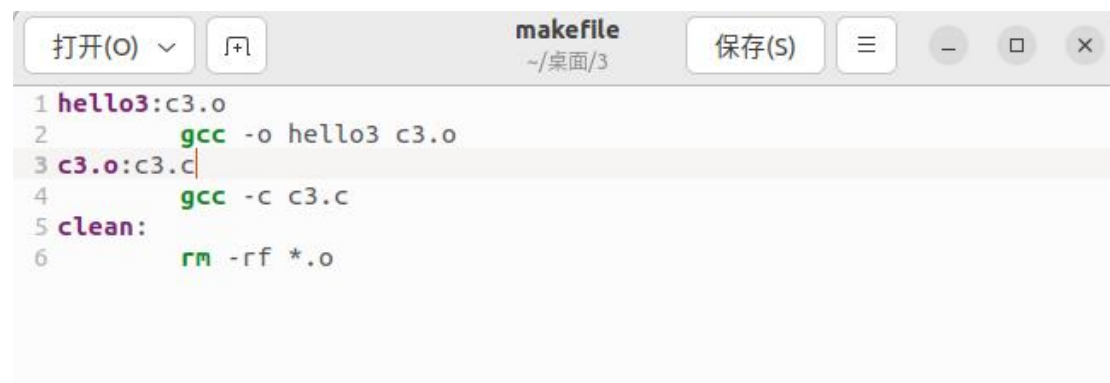 打开(O)
makefile
~/桌面/3
保存(S)
1 hello3:c3.o
2 gcc -o hello3 c3.o
3 c3.o:c3.c
4 gcc -c c3.c
5 clean:
6 rm -rf *.o